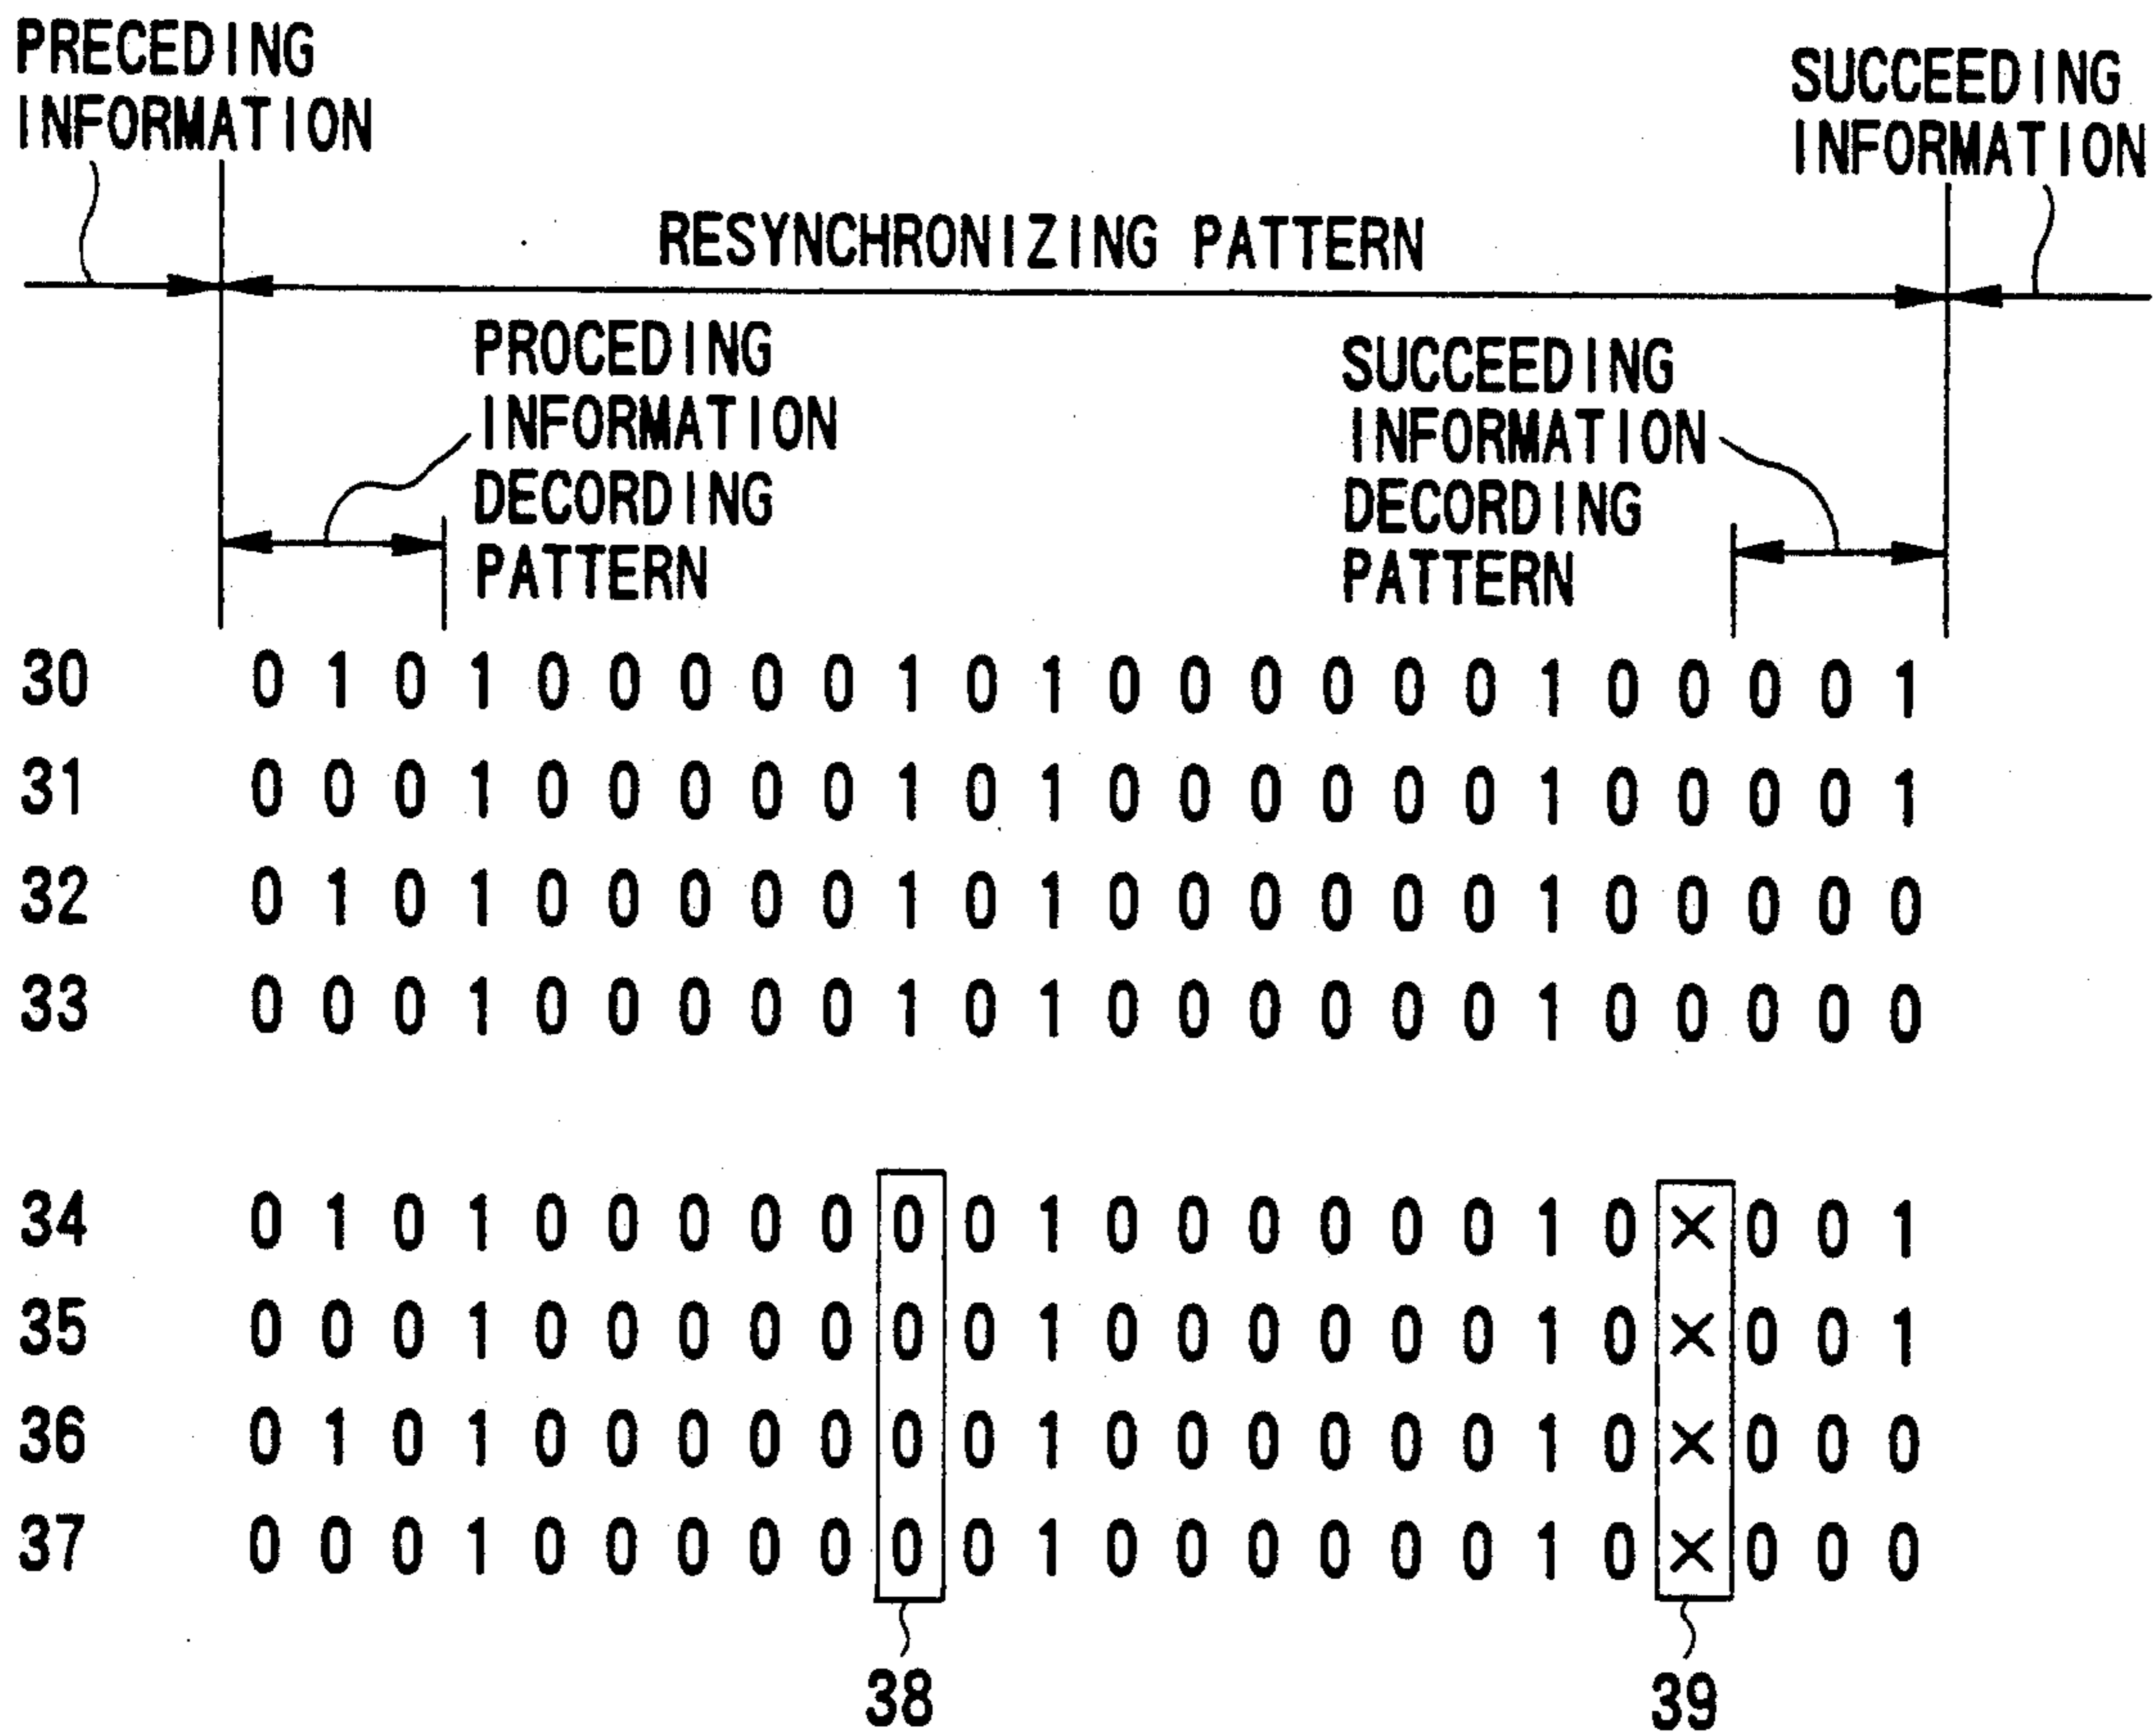 PRECEDING
INFORMATION
SUCCEEDING
INFORMATION
RESYNCHRONIZING PATTERN
PROCEDING
INFORMATION
DECORDING
PATTERN
SUCCEEDING
INFORMATION
DECORDING
PATTERN
30 0 1 0 1 0 0 0 0 0 1 0 1 0 0 0 0 0 0 1 0 0 0 0 1
31 0 0 0 1 0 0 0 0 0 1 0 1 0 0 0 0 0 0 1 0 0 0 0 1
32 0 1 0 1 0 0 0 0 0 1 0 1 0 0 0 0 0 0 1 0 0 0 0 0
33 0 0 0 1 0 0 0 0 0 1 0 1 0 0 0 0 0 0 1 0 0 0 0 0
34 0 1 0 1 0 0 0 0 0 0 0 1 0 0 0 0 0 0 1 0 × 0 0 1
35 0 0 0 1 0 0 0 0 0 0 0 1 0 0 0 0 0 0 1 0 × 0 0 1
36 0 1 0 1 0 0 0 0 0 0 0 1 0 0 0 0 0 0 1 0 × 0 0 0
37 0 0 0 1 0 0 0 0 0 0 0 1 0 0 0 0 0 0 1 0 × 0 0 0
38 39